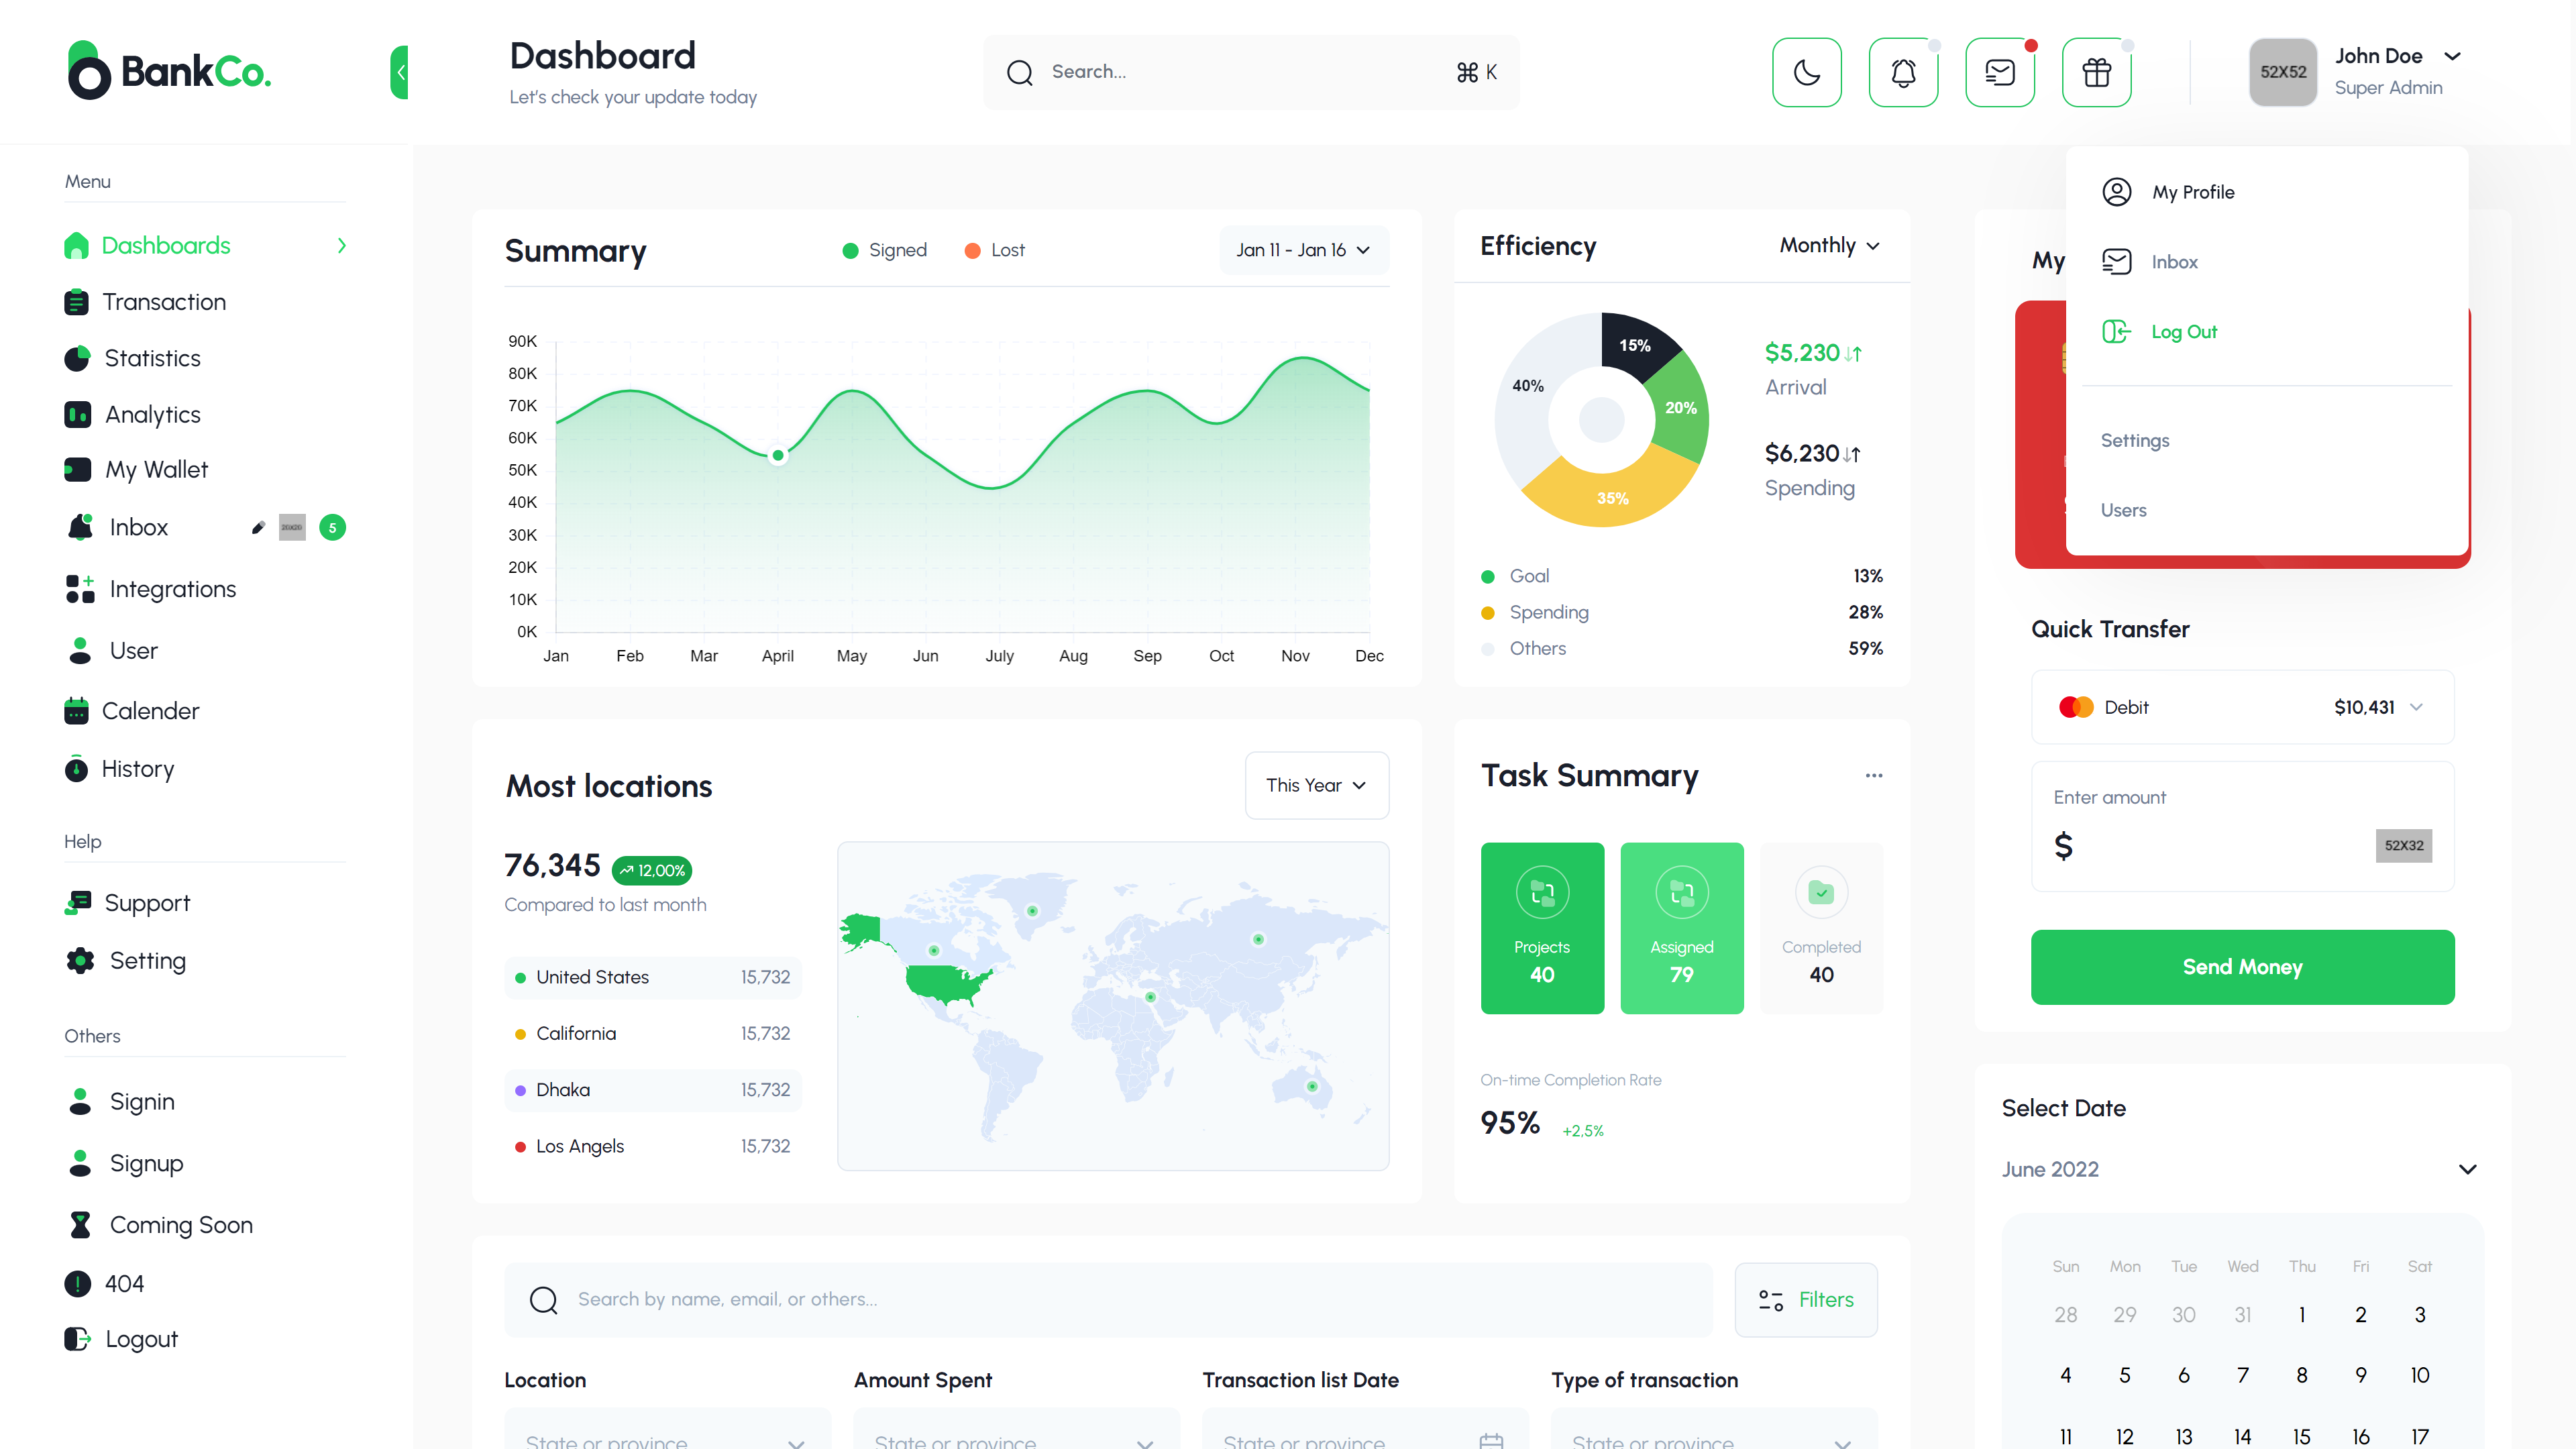 BankCo.
Dashboard
Let's check your update today
Search...
⌘ K
52X52
John Doe
Super Admin
Menu
Dashboards
Transaction
Statistics
Analytics
My Wallet
Inbox
20X20
5
Integrations
User
Calender
History
Help
Support
Setting
Others
Signin
Signup
Coming Soon
404
Logout
Summary
Signed
Lost
Jan 11 - Jan 16
90K
80K
70K
60K
50K
40K
30K
20K
10K
0K
Jan Feb Mar April May Jun July Aug Sep Oct Nov Dec
Efficiency
Monthly
15%
20%
35%
40%
$5,230
Arrival
$6,230
Spending
Goal 13%
Spending 28%
Others 59%
My
My Profile
Inbox
Log Out
Settings
Users
Quick Transfer
Debit $10,431
Enter amount
$
52X32
Send Money
Most locations
This Year
76,345
12,00%
Compared to last month
United States 15,732
California 15,732
Dhaka 15,732
Los Angels 15,732
Task Summary
Projects
40
Assigned
79
Completed
40
On-time Completion Rate
95% +2,5%
Select Date
June 2022
Sun Mon Tue Wed Thu Fri Sat
28 29 30 31 1 2 3
4 5 6 7 8 9 10
11 12 13 14 15 16 17
Search by name, email, or others...
Filters
Location
Amount Spent
Transaction list Date
Type of transaction
State or province
State or province
State or province
State or province